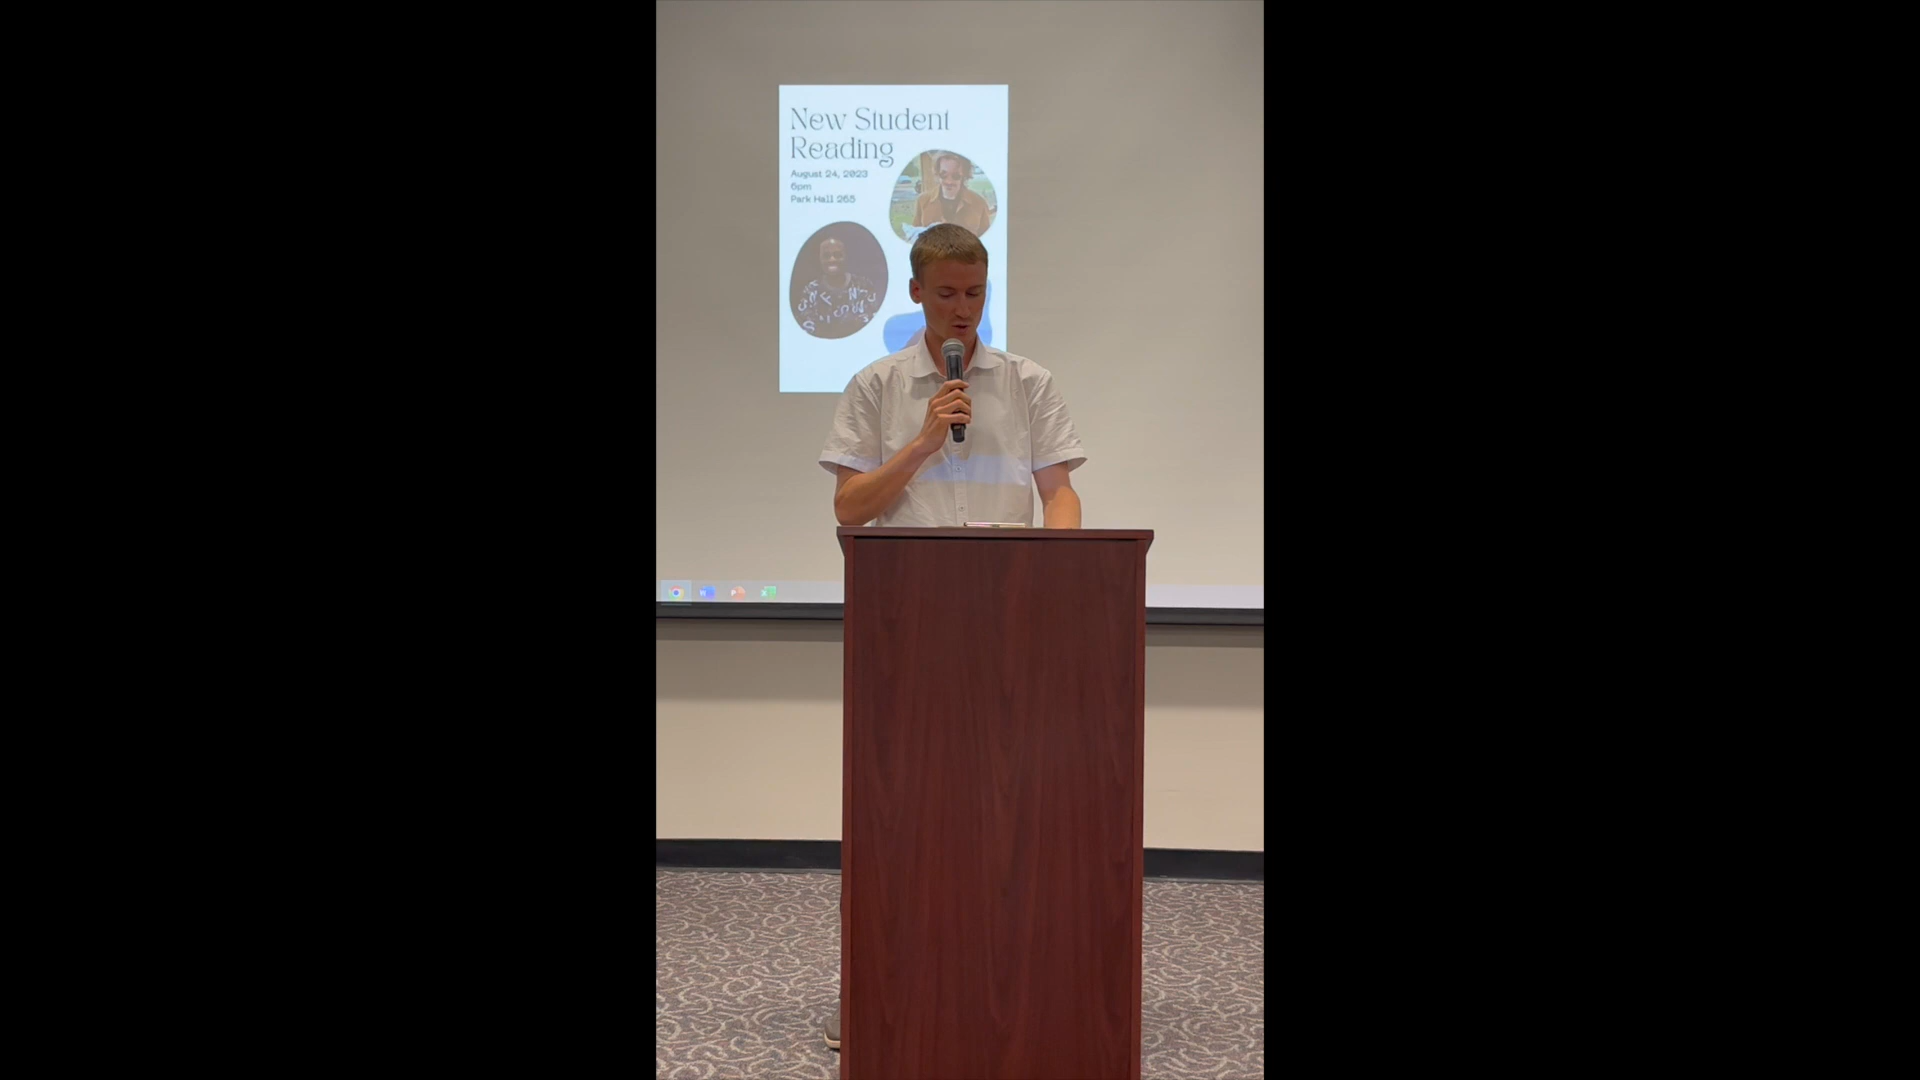 New Student
Reading
August 24, 2023
6pm
Park Hall 265